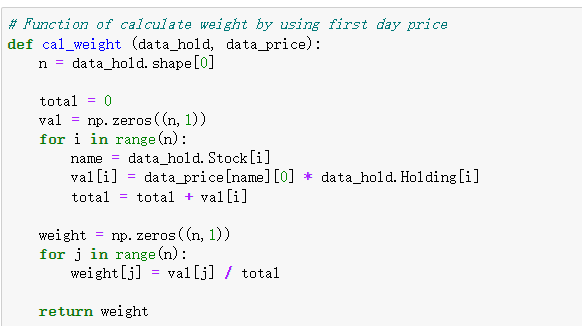 # Function of calculate weight by using first day price
def cal_weight (data_hold, data_price):
    n = data_hold.shape[0]

    total = 0
    val = np.zeros((n,1))
    for i in range(n):
        name = data_hold.Stock[i]
        val[i] = data_price[name][0] * data_hold.Holding[i]
        total = total + val[i]

    weight = np.zeros((n,1))
    for j in range(n):
        weight[j] = val[j] / total

    return weight